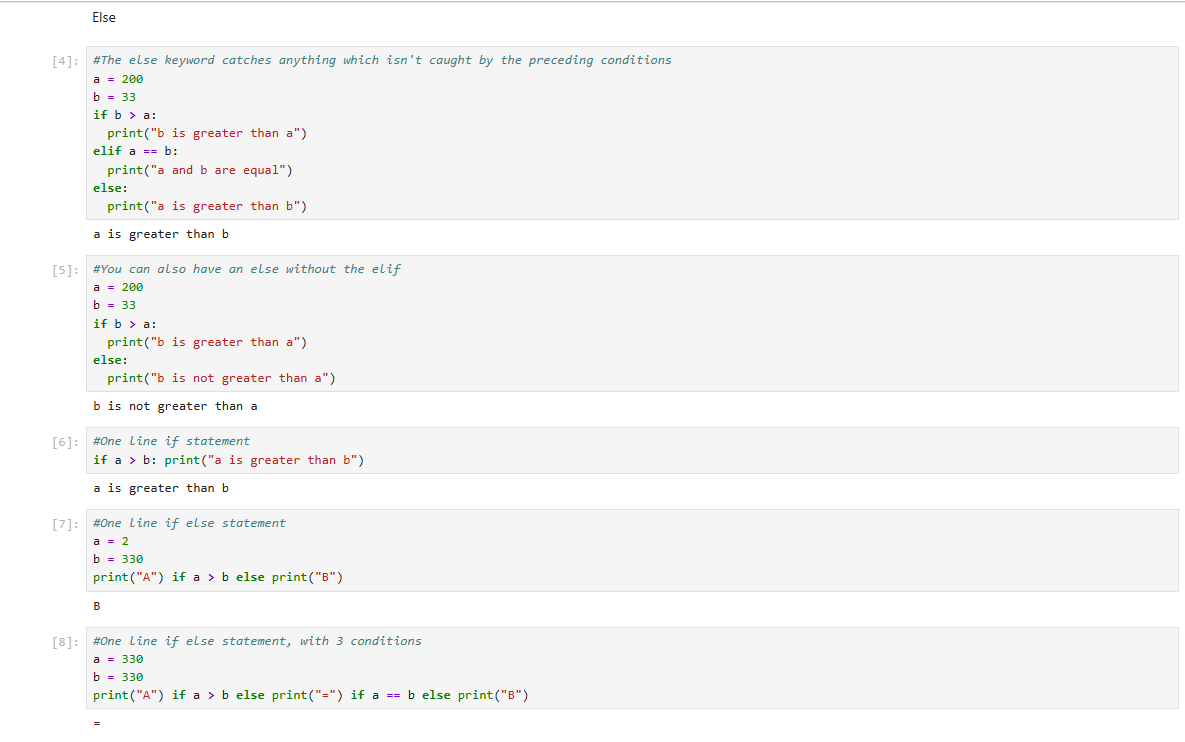 Else
[4]: #The else keyword catches anything which isn't caught by the preceding conditions
a = 200
b = 33
if b > a:
  print("b is greater than a")
elif a == b:
  print("a and b are equal")
else:
  print("a is greater than b")
a is greater than b
[5]: #You can also have an else without the elif
a = 200
b = 33
if b > a:
  print("b is greater than a")
else:
  print("b is not greater than a")
b is not greater than a
[6]: #One line if statement
if a > b: print("a is greater than b")
a is greater than b
[7]: #One line if else statement
a = 2
b = 330
print("A") if a > b else print("B")
B
[8]: #One line if else statement, with 3 conditions
a = 330
b = 330
print("A") if a > b else print("=") if a == b else print("B")
=